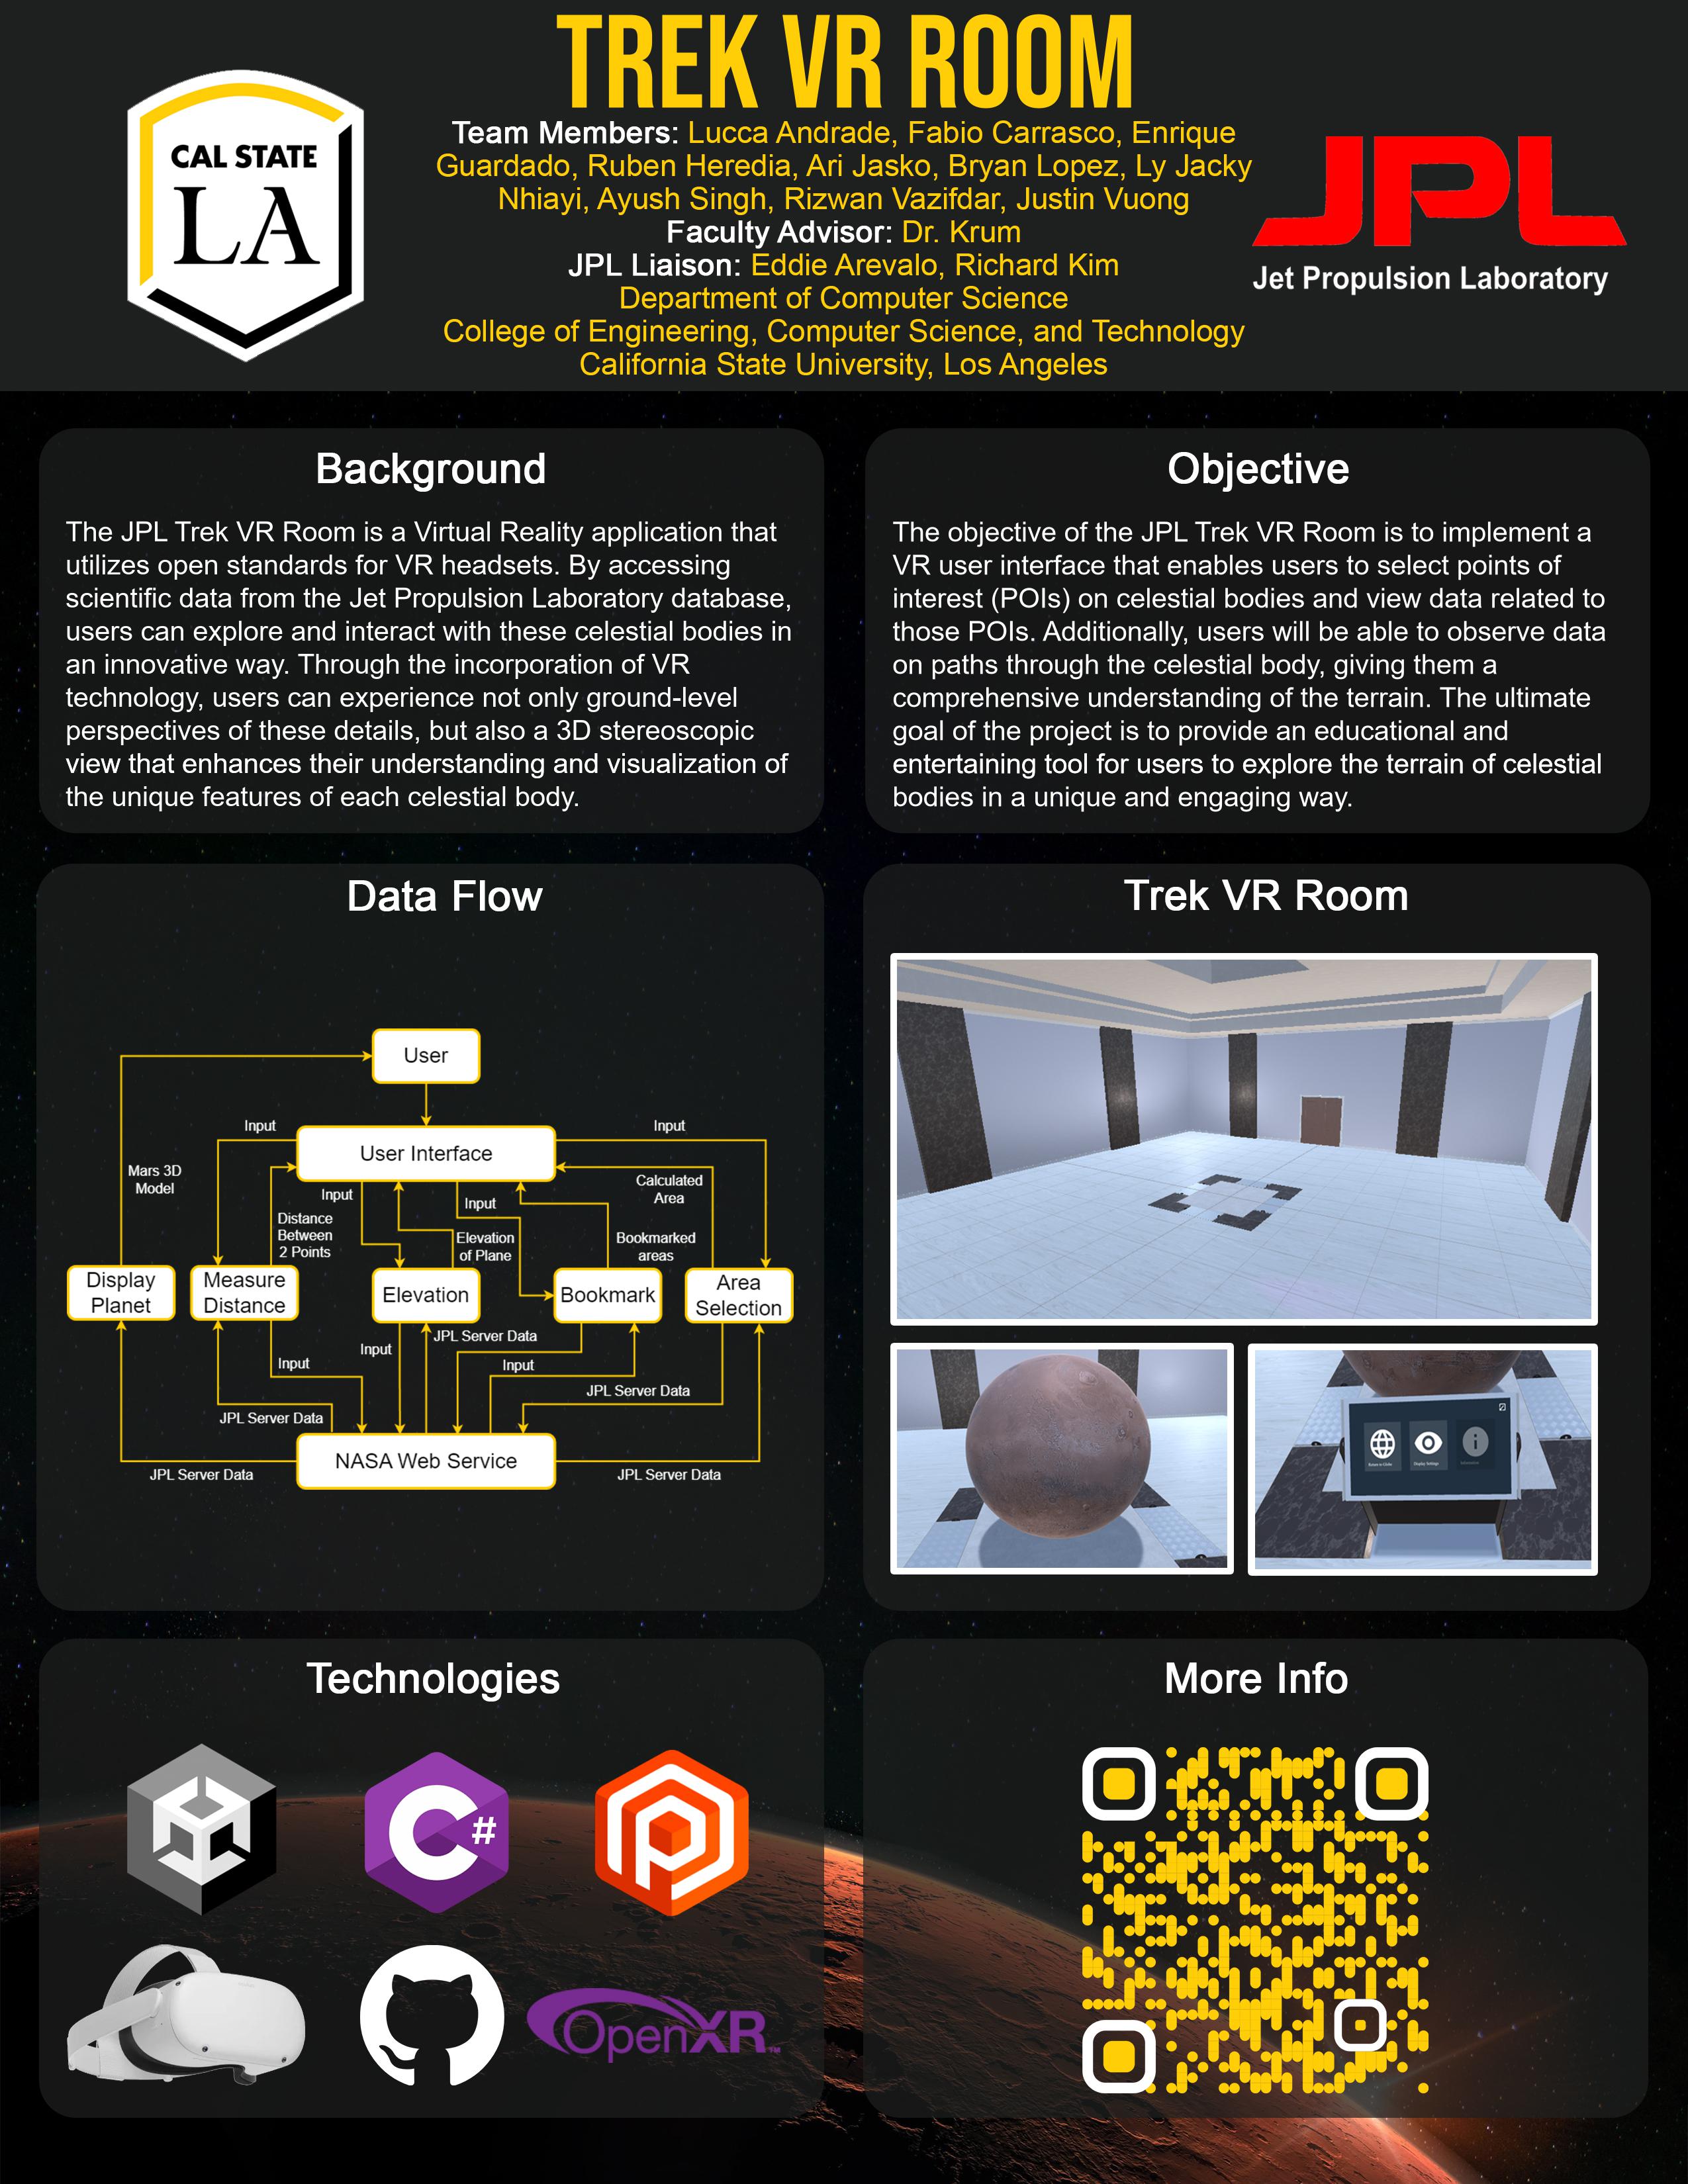 TREK VR ROOM
CAL STATE
LA
Team Members: Lucca Andrade, Fabio Carrasco, Enrique
Guardado, Ruben Heredia, Ari Jasko, Bryan Lopez, Ly Jacky
Nhiayi, Ayush Singh, Rizwan Vazifdar, Justin Vuong
Faculty Advisor: Dr. Krum
JPL Liaison: Eddie Arevalo, Richard Kim
Department of Computer Science
College of Engineering, Computer Science, and Technology
California State University, Los Angeles
JPL
Jet Propulsion Laboratory
Background
The JPL Trek VR Room is a Virtual Reality application that
utilizes open standards for VR headsets. By accessing
scientific data from the Jet Propulsion Laboratory database,
users can explore and interact with these celestial bodies in
an innovative way. Through the incorporation of VR
technology, users can experience not only ground-level
perspectives of these details, but also a 3D stereoscopic
view that enhances their understanding and visualization of
the unique features of each celestial body.
Objective
The objective of the JPL Trek VR Room is to implement a
VR user interface that enables users to select points of
interest (POIs) on celestial bodies and view data related to
those POIs. Additionally, users will be able to observe data
on paths through the celestial body, giving them a
comprehensive understanding of the terrain. The ultimate
goal of the project is to provide an educational and
entertaining tool for users to explore the terrain of celestial
bodies in a unique and engaging way.
Data Flow
User
Input
User Interface
Input
Mars 3D
Model
Input
Input
Calculated
Area
Distance
Between
2 Points
Elevation
of Plane
Bookmarked
areas
Display
Planet
Measure
Distance
Elevation
Bookmark
Area
Selection
JPL Server Data
Input
Input
Input
JPL Server Data
JPL Server Data
NASA Web Service
JPL Server Data
JPL Server Data
Trek VR Room
Return to Globe
Display Settings
Information
Technologies
C#
OpenXR™
More Info